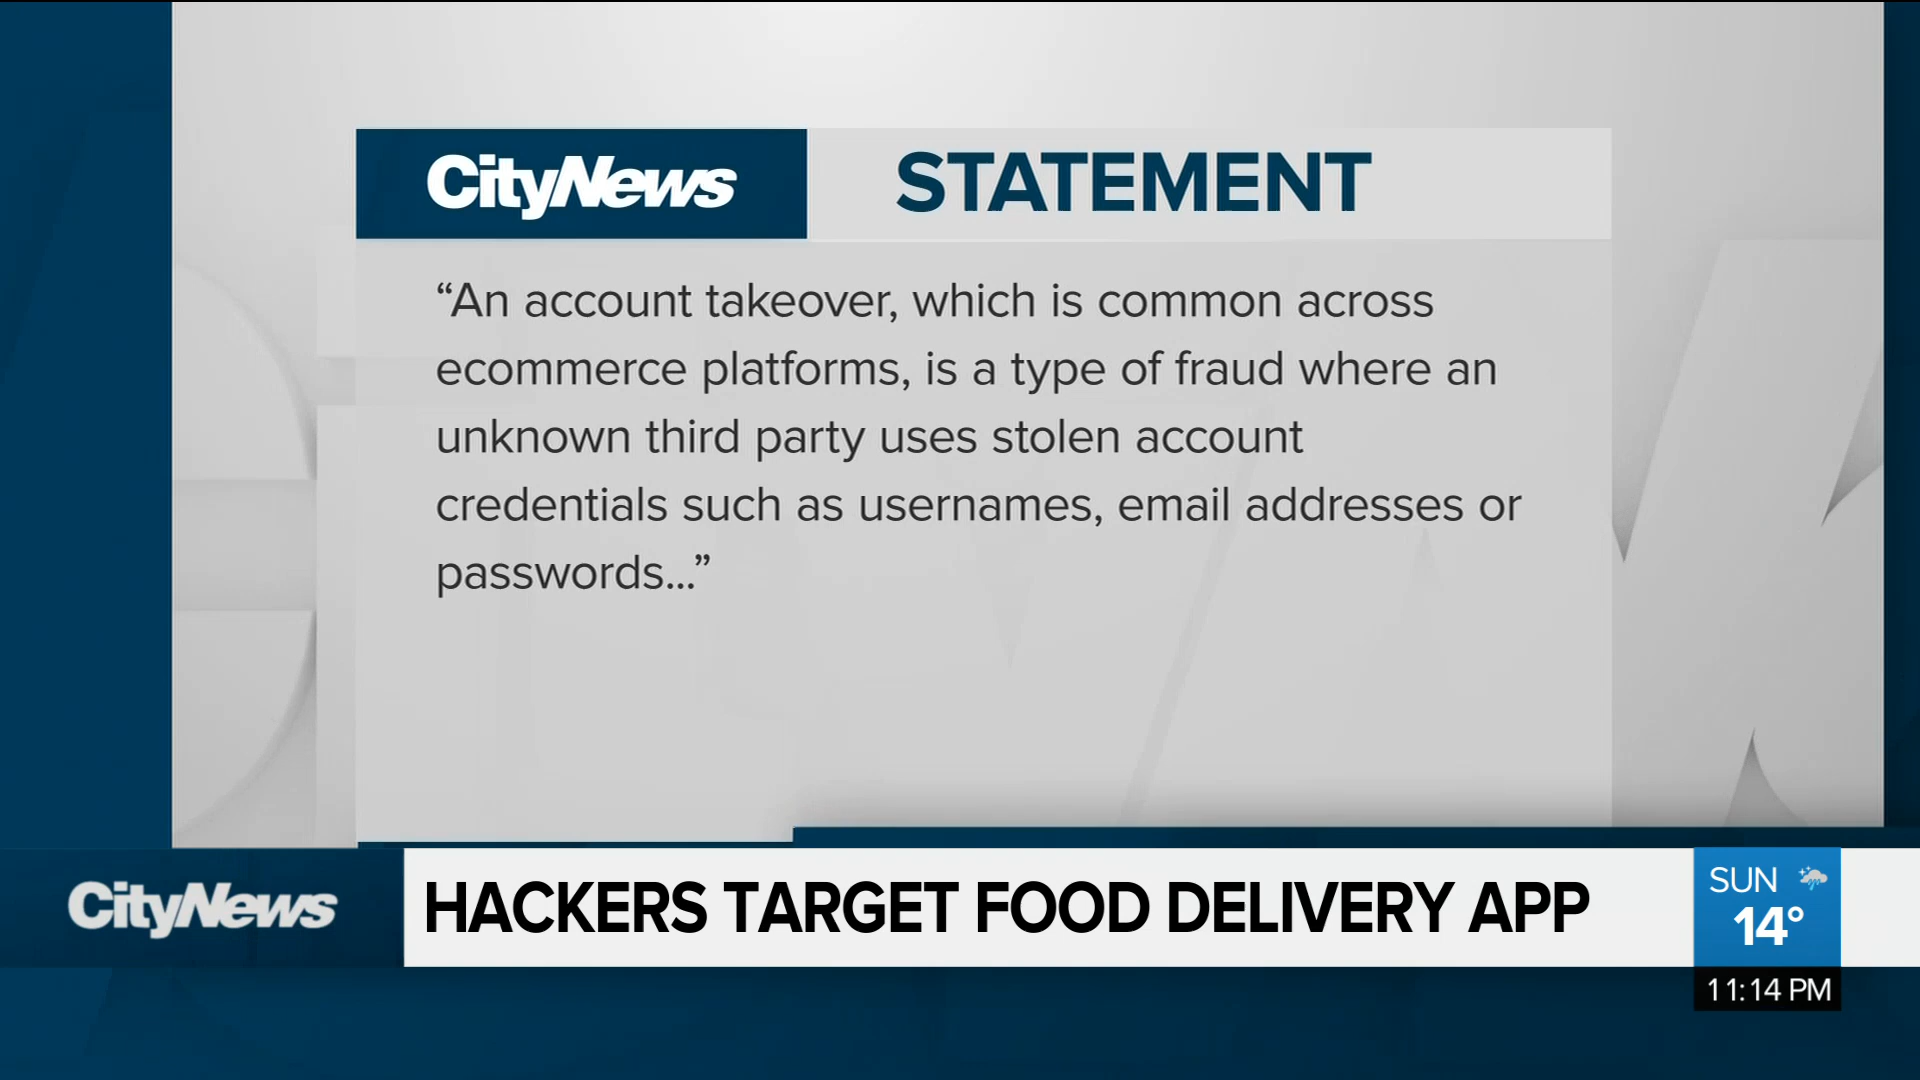 CityNews STATEMENT
“An account takeover, which is common across
ecommerce platforms, is a type of fraud where an
unknown third party uses stolen account
credentials such as usernames, email addresses or
passwords...”
CityNews HACKERS TARGET FOOD DELIVERY APP
SUN
14°
11:14 PM